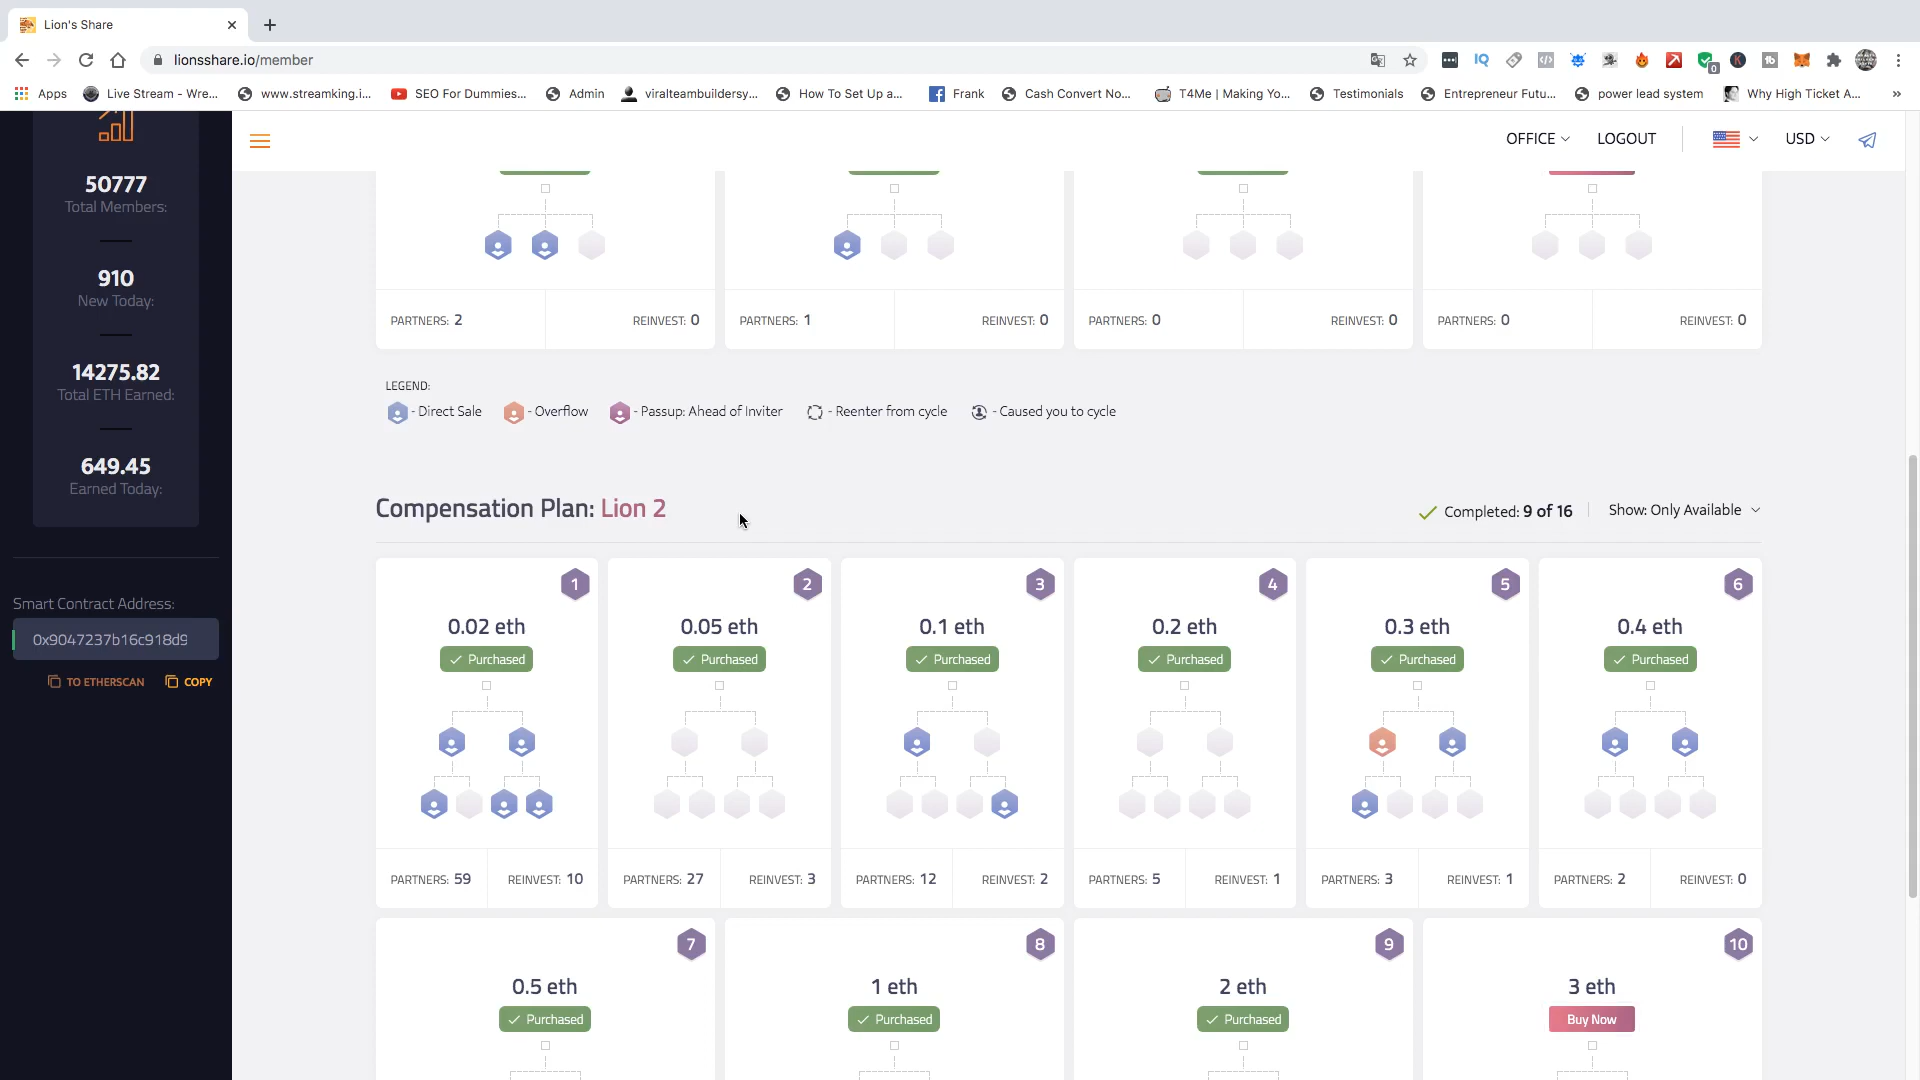 Lion's Share
lionsshare.io/member
IQ
0
K
tb
Apps
Live Stream - Wre...
www.streamking.i...
SEO For Dummies...
Admin
viralteambuildersy...
How To Set Up a...
Frank
Cash Convert No...
T4Me | Making Yo...
Testimonials
Entrepreneur Futu...
power lead system
Why High Ticket A...
»
OFFICE
LOGOUT
USD
50777
Total Members:
910
New Today:
14275.82
Total ETH Earned:
649.45
Earned Today:
Smart Contract Address:
0x9047237b16c918d9
TO ETHERSCAN
COPY
PARTNERS: 2
REINVEST: 0
PARTNERS: 1
REINVEST: 0
PARTNERS: 0
REINVEST: 0
PARTNERS: 0
REINVEST: 0
LEGEND:
- Direct Sale
- Overflow
- Passup: Ahead of Inviter
- Reenter from cycle
- Caused you to cycle
Compensation Plan: Lion 2
Completed: 9 of 16
Show: Only Available
1
0.02 eth
Purchased
PARTNERS: 59
REINVEST: 10
2
0.05 eth
Purchased
PARTNERS: 27
REINVEST: 3
3
0.1 eth
Purchased
PARTNERS: 12
REINVEST: 2
4
0.2 eth
Purchased
PARTNERS: 5
REINVEST: 1
5
0.3 eth
Purchased
PARTNERS: 3
REINVEST: 1
6
0.4 eth
Purchased
PARTNERS: 2
REINVEST: 0
7
0.5 eth
Purchased
8
1 eth
Purchased
9
2 eth
Purchased
10
3 eth
Buy Now